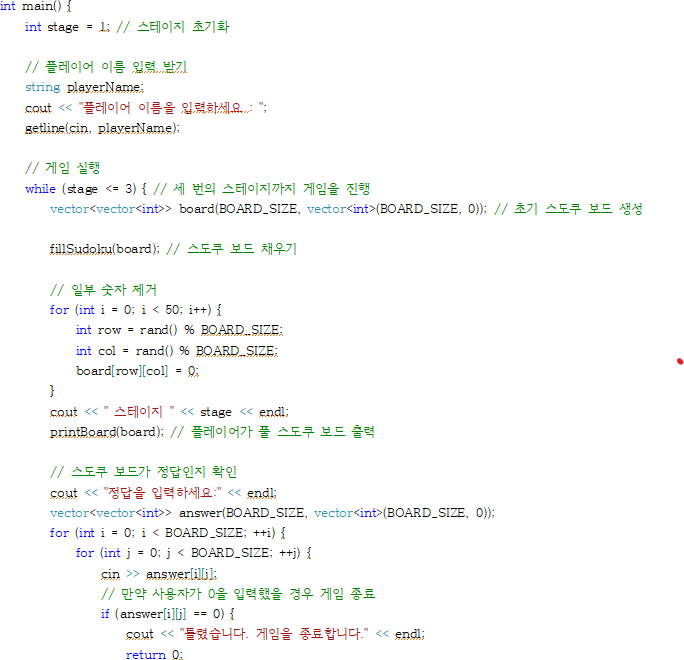 int main() {
int stage = 1; // 스테이지 초기화
// 플레이어 이름 입력 받기
string playerName;
cout << "플레이어 이름을 입력하세요 : ";
getline(cin, playerName);
// 게임 실행
while (stage <= 3) { // 세 번의 스테이지까지 게임을 진행
vector<vector<int>> board(BOARD_SIZE, vector<int>(BOARD_SIZE, 0)); // 초기 스도쿠 보드 생성
fillSudoku(board); // 스도쿠 보드 채우기
// 일부 숫자 제거
for (int i = 0; i < 50; i++) {
int row = rand() % BOARD_SIZE;
int col = rand() % BOARD_SIZE;
board[row][col] = 0;
}
cout << " 스테이지 " << stage << endl;
printBoard(board); // 플레이어가 풀 스도쿠 보드 출력
// 스도쿠 보드가 정답인지 확인
cout << "정답을 입력하세요:" << endl;
vector<vector<int>> answer(BOARD_SIZE, vector<int>(BOARD_SIZE, 0));
for (int i = 0; i < BOARD_SIZE; ++i) {
for (int j = 0; j < BOARD_SIZE; ++j) {
cin >> answer[i][j];
// 만약 사용자가 0을 입력했을 경우 게임 종료
if (answer[i][j] == 0) {
cout << "틀렸습니다. 게임을 종료합니다." << endl;
return 0;